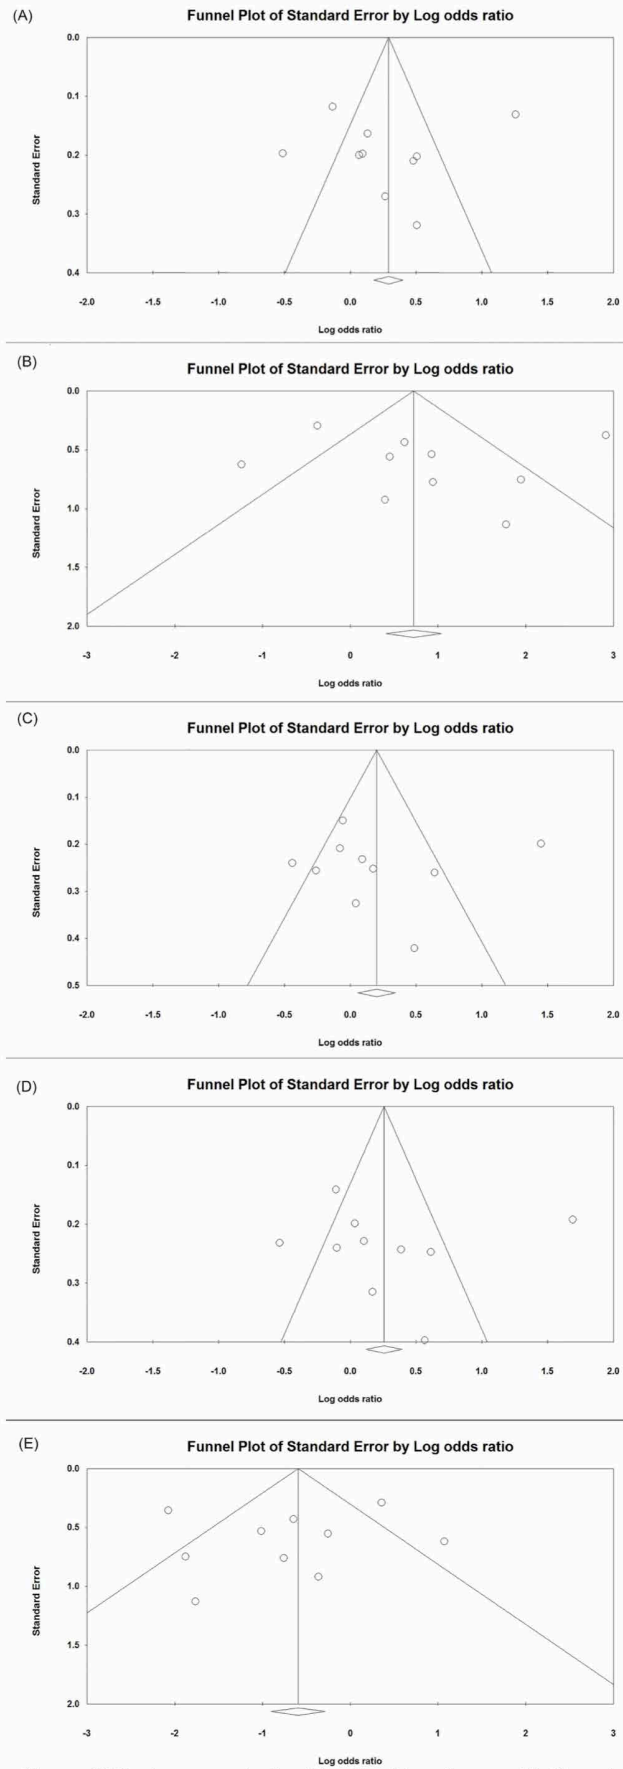 (A)
Funnel Plot of Standard Error by Log odds ratio
0.0
0.1
0.2
0.3
0.4
Standard Error
-2.0 -1.5 -1.0 -0.5 0.0 0.5 1.0 1.5 2.0
Log odds ratio
(B)
Funnel Plot of Standard Error by Log odds ratio
0.0
0.5
1.0
1.5
2.0
Standard Error
-3 -2 -1 0 1 2 3
Log odds ratio
(C)
Funnel Plot of Standard Error by Log odds ratio
0.0
0.1
0.2
0.3
0.4
0.5
Standard Error
-2.0 -1.5 -1.0 -0.5 0.0 0.5 1.0 1.5 2.0
Log odds ratio
(D)
Funnel Plot of Standard Error by Log odds ratio
0.0
0.1
0.2
0.3
0.4
Standard Error
-2.0 -1.5 -1.0 -0.5 0.0 0.5 1.0 1.5 2.0
Log odds ratio
(E)
Funnel Plot of Standard Error by Log odds ratio
0.0
0.5
1.0
1.5
2.0
Standard Error
-3 -2 -1 0 1 2 3
Log odds ratio